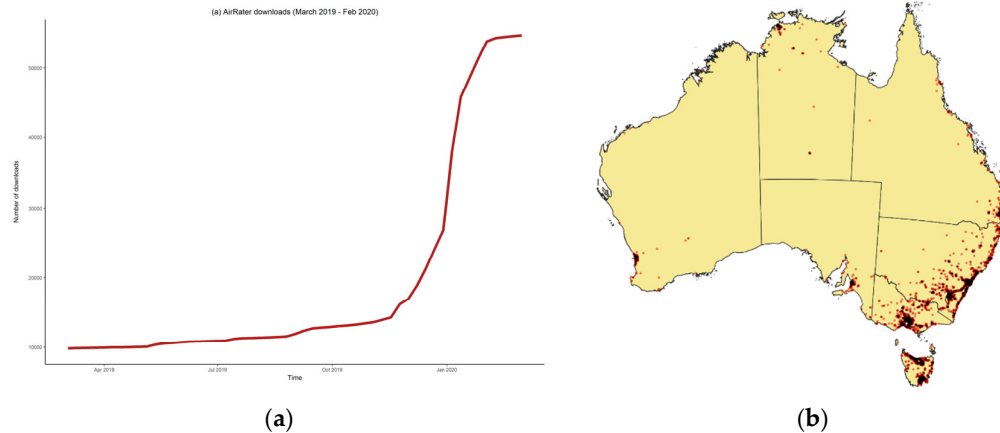 (a) AirRater downloads (March 2019 - Feb 2020)
Number of downloads
50000
40000
30000
20000
10000
Apr 2019
Jul 2019
Oct 2019
Jan 2020
Time
(a)
(b)